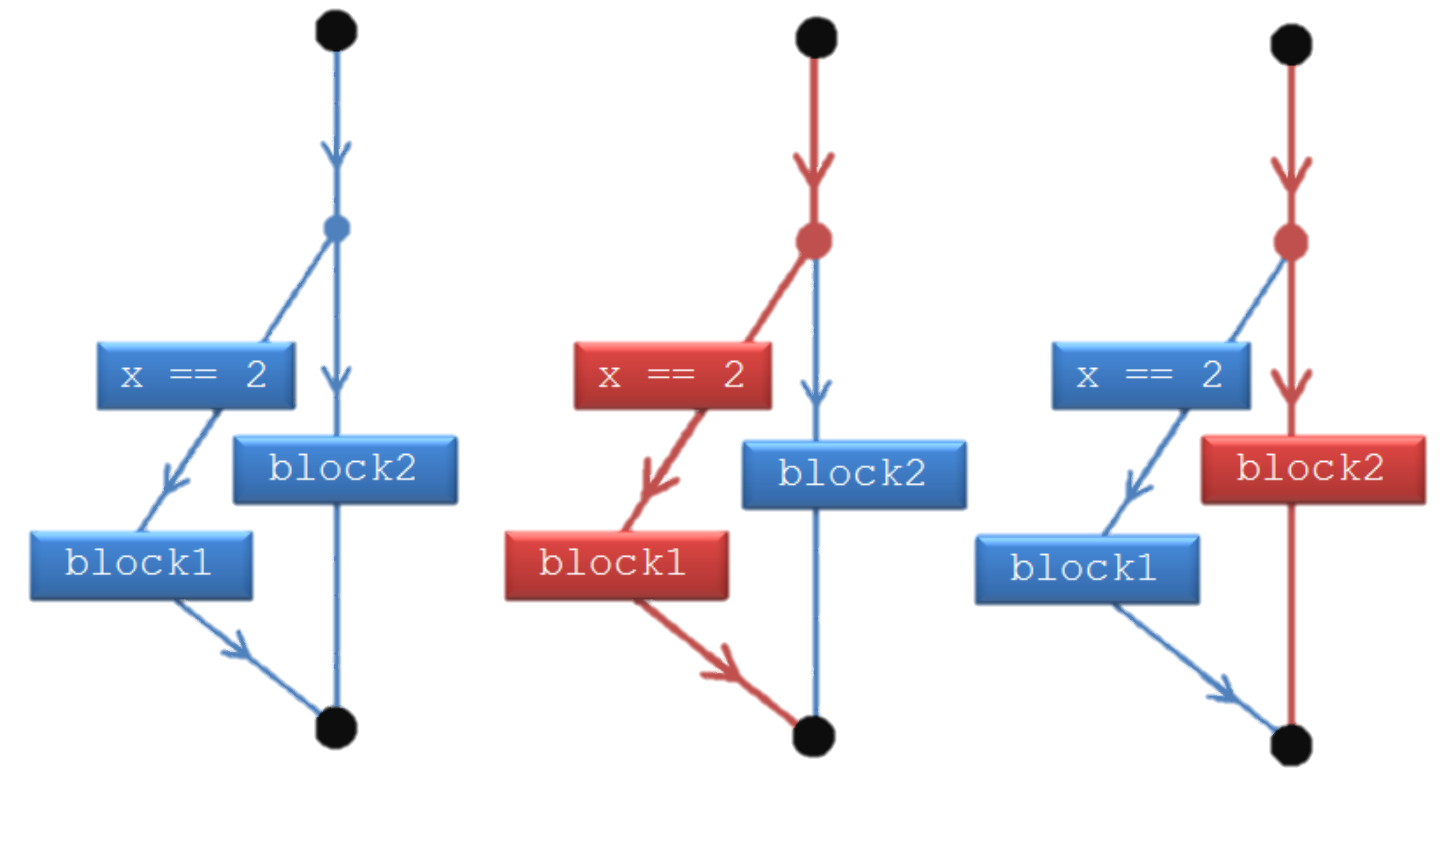 x == 2
block2
block1
x == 2
block2
block1
x == 2
block2
block1